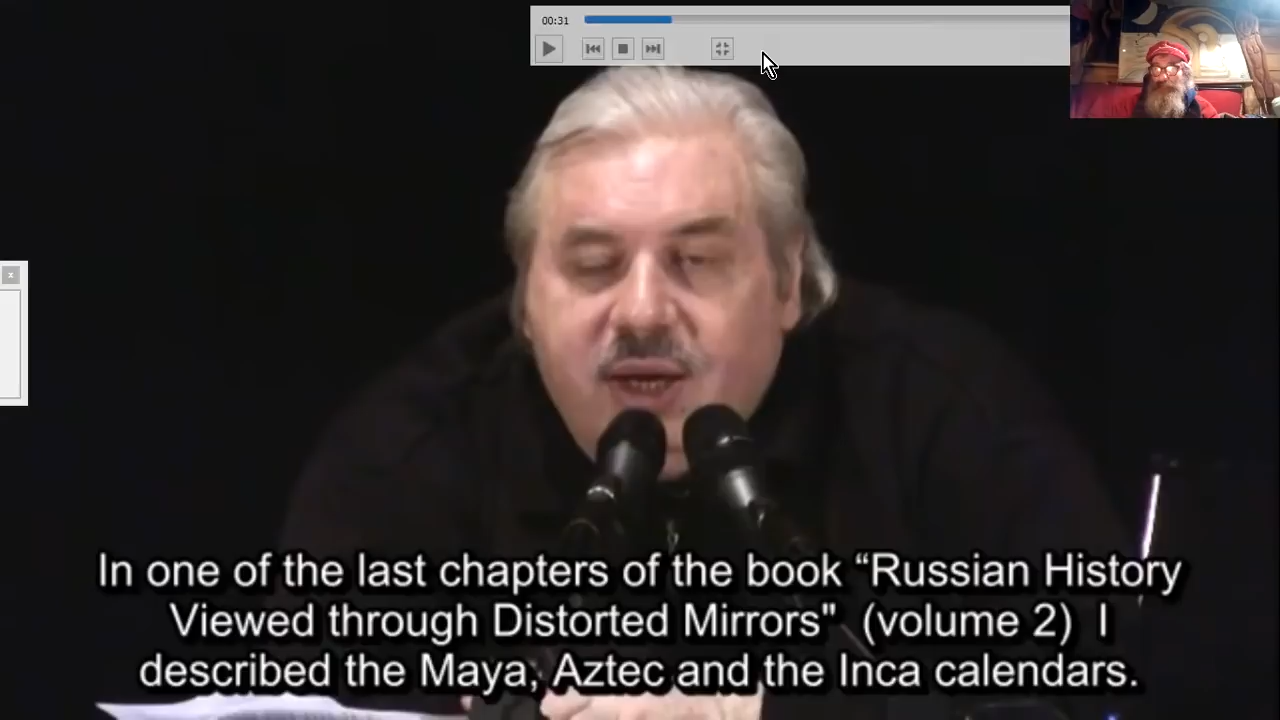 00:31
x
In one of the last chapters of the book “Russian History
Viewed through Distorted Mirrors" (volume 2) I
described the Maya, Aztec and the Inca calendars.